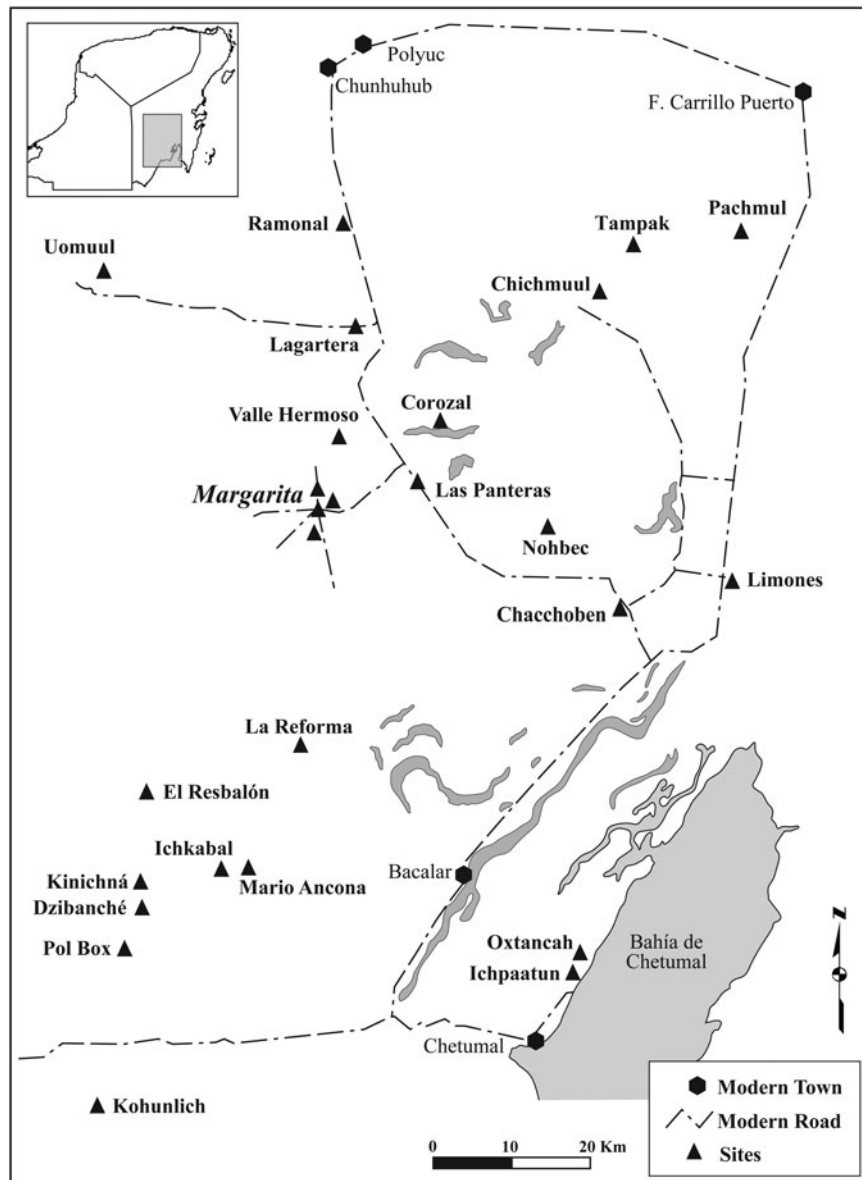 Polyuc
Chunhuhub
F. Carrillo Puerto
Ramonal
Pachmul
Tampak
Uomuul
Chichmuul
Lagartera
Corozal
Valle Hermoso
Margarita
Las Panteras
Nohbec
Limones
Chacchoben
La Reforma
El Resbalón
Ichkabal
Kinichná
Mario Ancona
Bacalar
Dzibanché
Pol Box
Oxtancah
Ichpaatun
Bahía de
Chetumal
N
Chetumal
Kohunlich
0 10 20 Km
Modern Town
Modern Road
Sites